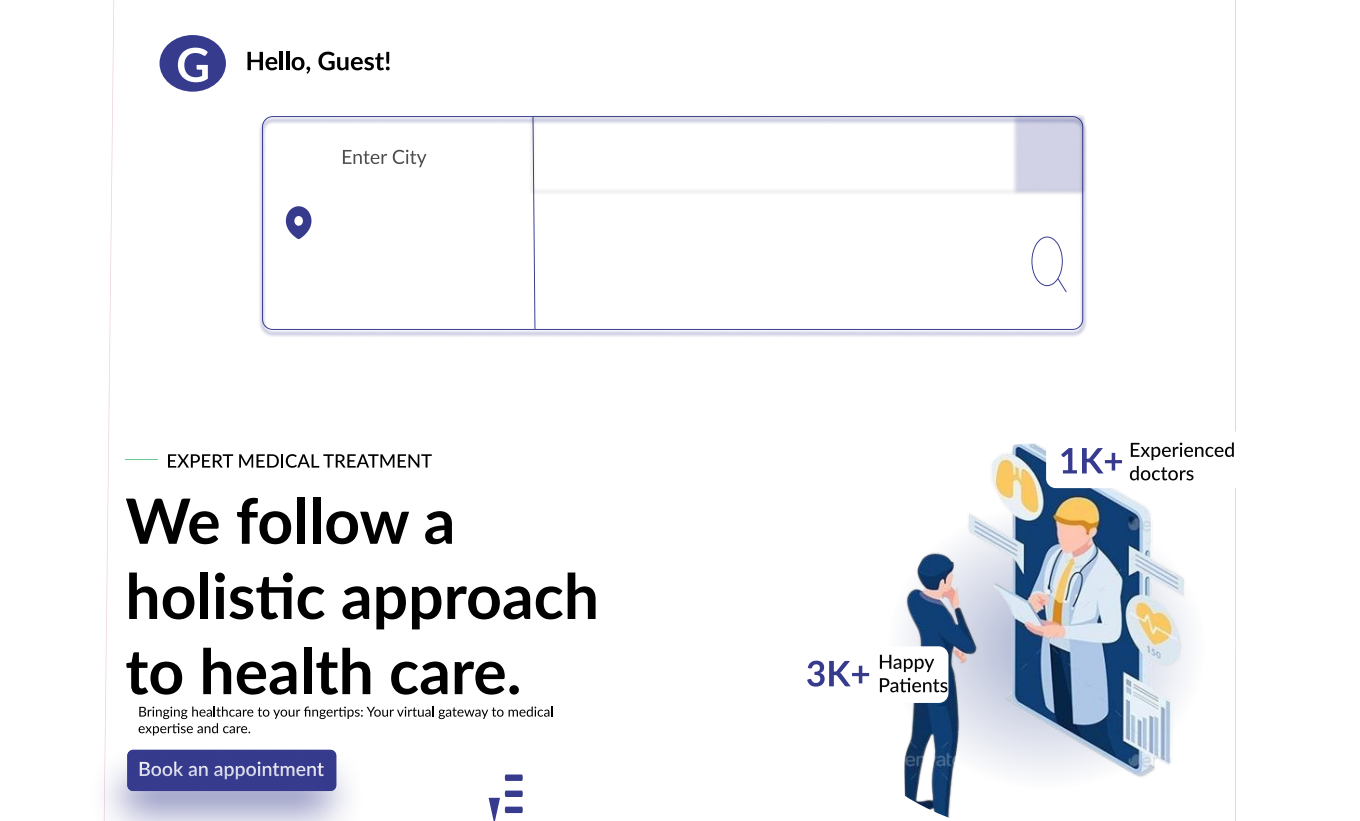 G
Hello, Guest!
Enter City
EXPERT MEDICAL TREATMENT
We follow a
holistic approach
to health care.
Bringing healthcare to your fingertips: Your virtual gateway to medical
expertise and care.
Book an appointment
1K+
Experienced
doctors
3K+
Happy
Patients
150